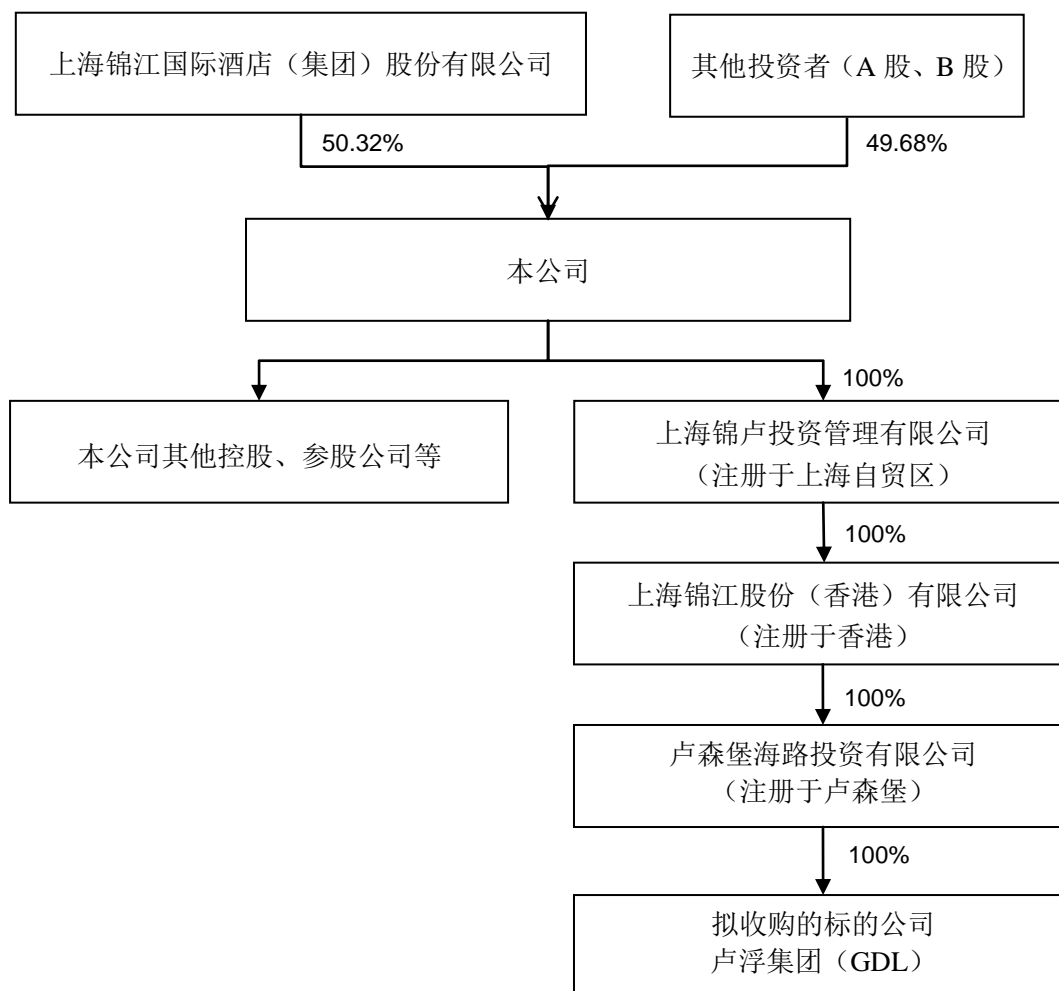 上海锦江国际酒店（集团）股份有限公司
其他投资者（A 股、B 股）
50.32%
49.68%
本公司
100%
本公司其他控股、参股公司等
上海锦卢投资管理有限公司
（注册于上海自贸区）
100%
上海锦江股份（香港）有限公司
（注册于香港）
100%
卢森堡海路投资有限公司
（注册于卢森堡）
100%
拟收购的标的公司
卢浮集团（GDL）